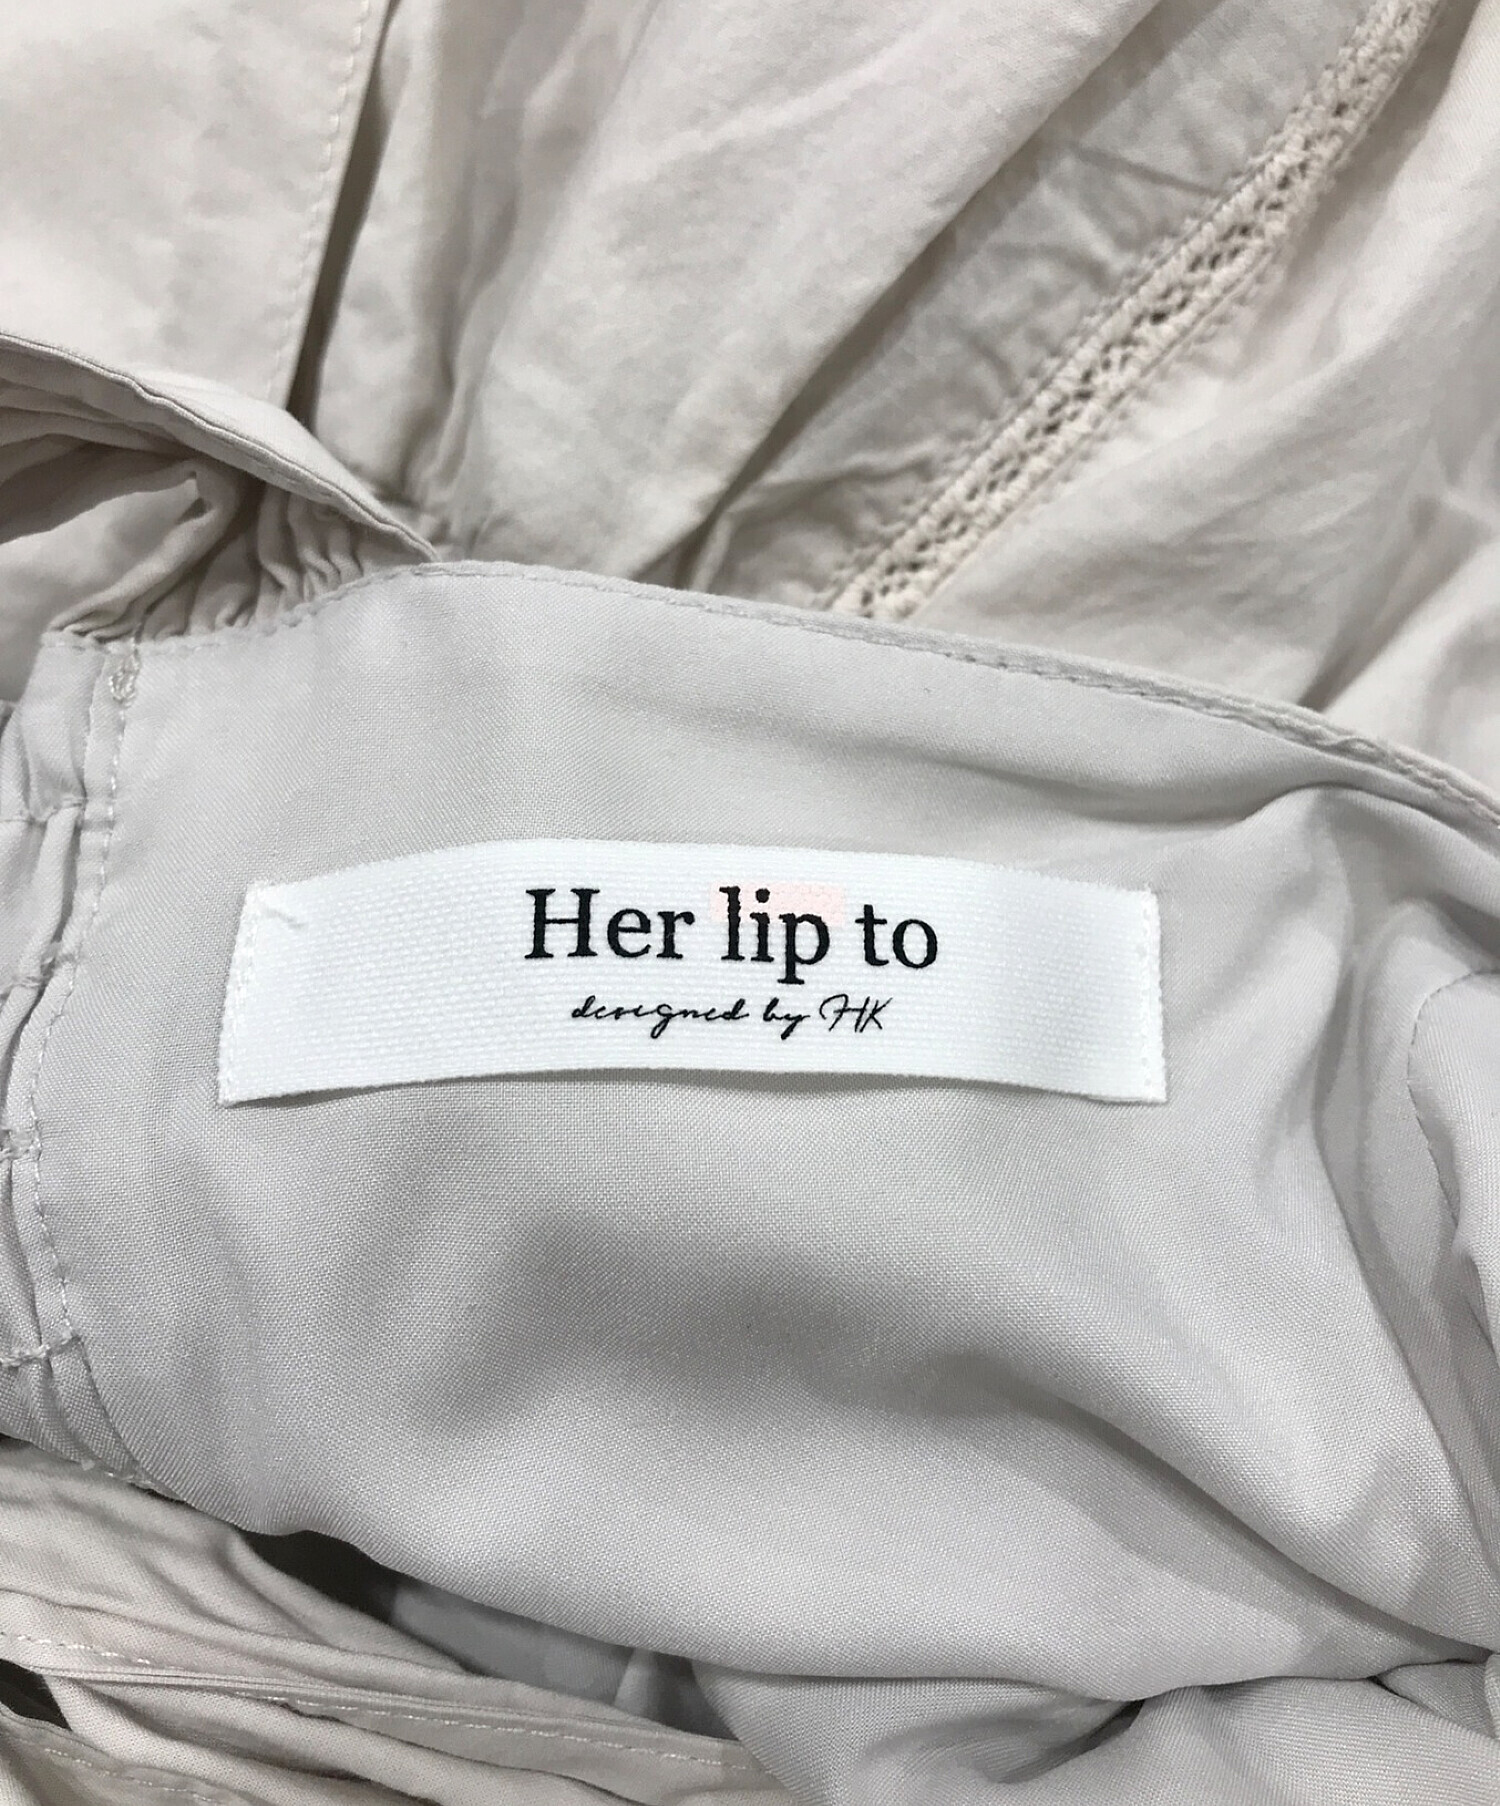 Her lip to
designed by HK